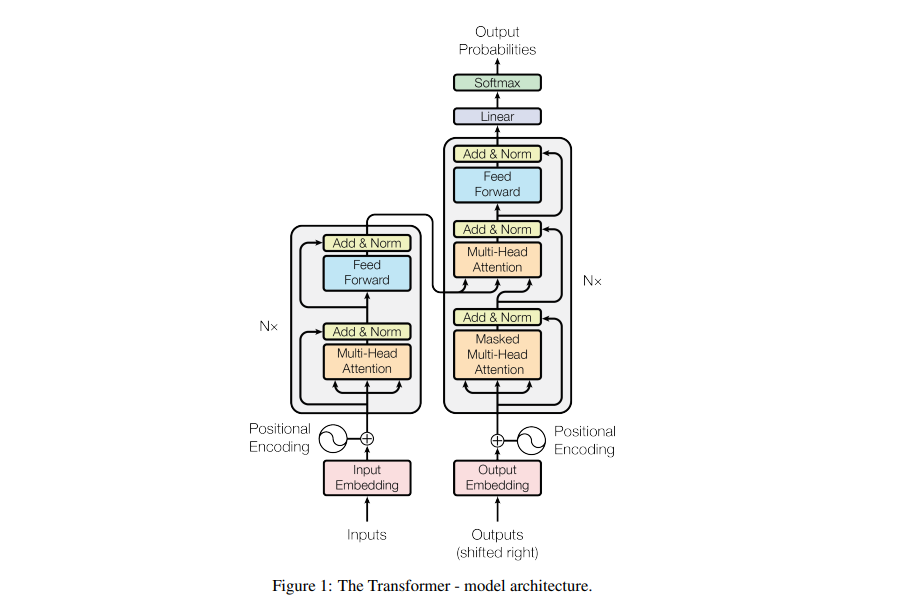 Output
Probabilities
Softmax
Linear
Add & Norm
Feed
Forward
Add & Norm
Multi-Head
Attention
Add & Norm
Masked
Multi-Head
Attention
N×
Add & Norm
Feed
Forward
Add & Norm
Multi-Head
Attention
N×
Positional
Encoding
Positional
Encoding
Input
Embedding
Output
Embedding
Inputs
Outputs
(shifted right)
Figure 1: The Transformer - model architecture.